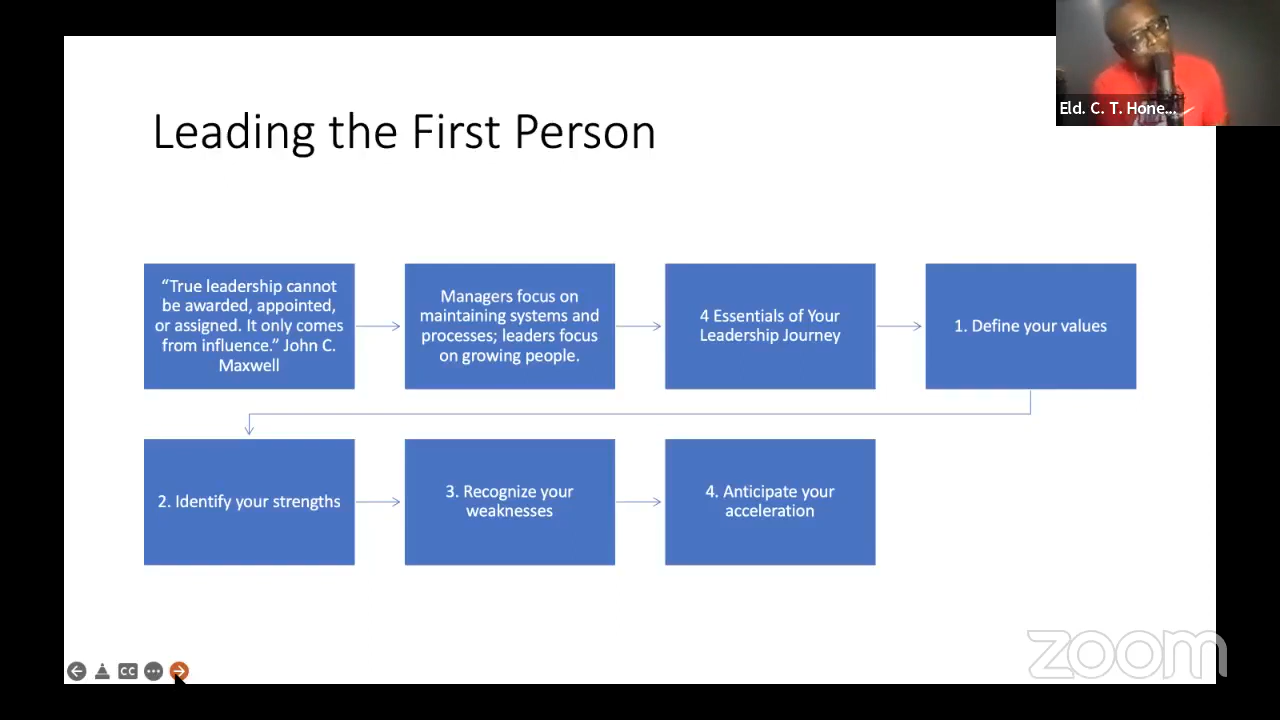 Eld. C. T. Hone...
Leading the First Person
“True leadership cannot
be awarded, appointed,
or assigned. It only comes
from influence.” John C.
Maxwell
Managers focus on
maintaining systems and
processes; leaders focus
on growing people.
4 Essentials of Your
Leadership Journey
1. Define your values
2. Identify your strengths
3. Recognize your
weaknesses
4. Anticipate your
acceleration
CC
zoom